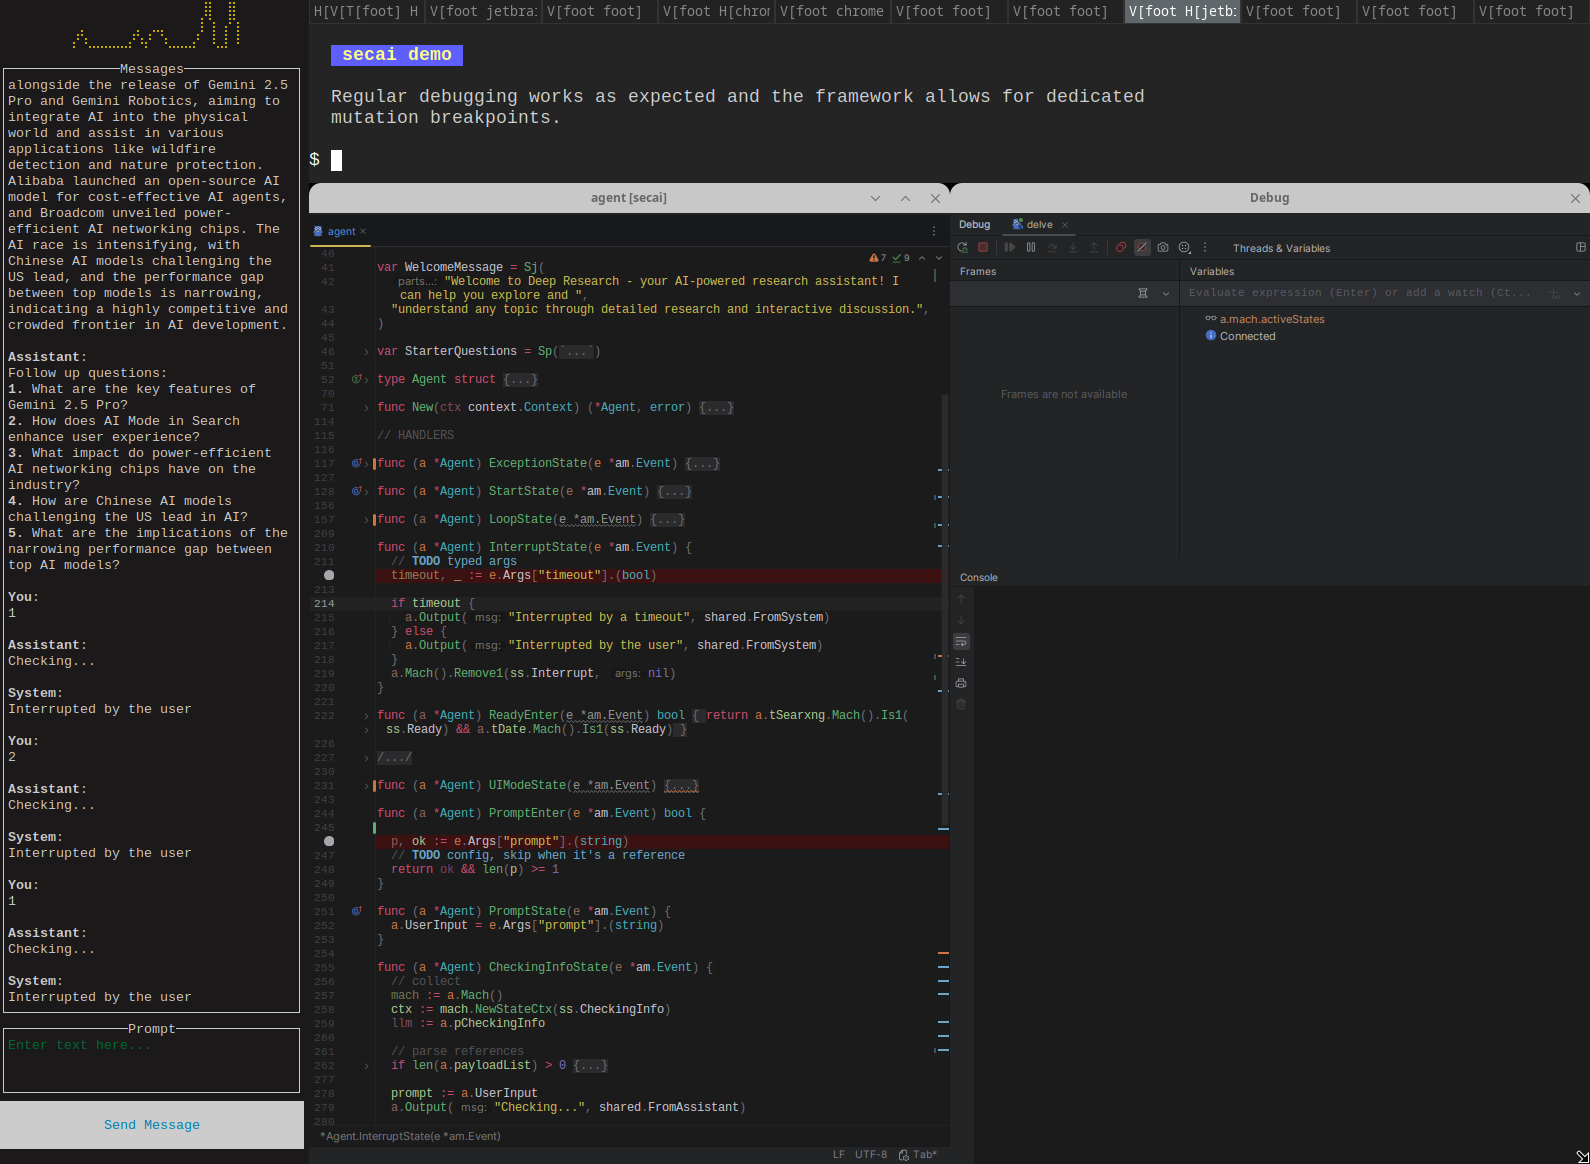 H[V[T[foot] H
V[foot jetbra:
V[foot foot]
V[foot H[chror
V[foot chrome
V[foot foot]
V[foot foot]
V[foot H[jetb:
V[foot foot]
V[foot foot]
V[foot foot]
secai demo
Regular debugging works as expected and the framework allows for dedicated
mutation breakpoints.
$
Messages
alongside the release of Gemini 2.5
Pro and Gemini Robotics, aiming to
integrate AI into the physical
world and assist in various
applications like wildfire
detection and nature protection.
Alibaba launched an open-source AI
model for cost-effective AI agents,
and Broadcom unveiled power-
efficient AI networking chips. The
AI race is intensifying, with
Chinese AI models challenging the
US lead, and the performance gap
between top models is narrowing,
indicating a highly competitive and
crowded frontier in AI development.
Assistant:
Follow up questions:
1. What are the key features of
Gemini 2.5 Pro?
2. How does AI Mode in Search
enhance user experience?
3. What impact do power-efficient
AI networking chips have on the
industry?
4. How are Chinese AI models
challenging the US lead in AI?
5. What are the implications of the
narrowing performance gap between
top AI models?
You:
1
Assistant:
Checking...
System:
Interrupted by the user
You:
2
Assistant:
Checking...
System:
Interrupted by the user
You:
1
Assistant:
Checking...
System:
Interrupted by the user
Prompt
Enter text here...
Send Message
agent [secai]
agent
7 9
40
41 var WelcomeMessage = Sj(
42 parts...: "Welcome to Deep Research - your AI-powered research assistant! I
can help you explore and ",
43 "understand any topic through detailed research and interactive discussion.",
44 )
45
46 var StarterQuestions = Sp(`...`)
51
52 type Agent struct {...}
70
71 func New(ctx context.Context) (*Agent, error) {...}
114
115 // HANDLERS
116
117 func (a *Agent) ExceptionState(e *am.Event) {...}
127
128 func (a *Agent) StartState(e *am.Event) {...}
156
157 func (a *Agent) LoopState(e *am.Event) {...}
209
210 func (a *Agent) InterruptState(e *am.Event) {
211 // TODO typed args
timeout, _ := e.Args["timeout"].(bool)
213
214 if timeout {
215 a.Output( msg: "Interrupted by a timeout", shared.FromSystem)
216 } else {
217 a.Output( msg: "Interrupted by the user", shared.FromSystem)
218 }
219 a.Mach().Remove1(ss.Interrupt, args: nil)
220 }
221
222 func (a *Agent) ReadyEnter(e *am.Event) bool { return a.tSearxng.Mach().Is1(
ss.Ready) && a.tDate.Mach().Is1(ss.Ready) }
226
227 /.../
230
231 func (a *Agent) UIModeState(e *am.Event) {...}
243
244 func (a *Agent) PromptEnter(e *am.Event) bool {
245
p, ok := e.Args["prompt"].(string)
247 // TODO config, skip when it's a reference
248 return ok && len(p) >= 1
249 }
250
251 func (a *Agent) PromptState(e *am.Event) {
252 a.UserInput = e.Args["prompt"].(string)
253 }
254
255 func (a *Agent) CheckingInfoState(e *am.Event) {
256 // collect
257 mach := a.Mach()
258 ctx := mach.NewStateCtx(ss.CheckingInfo)
259 llm := a.pCheckingInfo
260
261 // parse references
262 if len(a.payloadList) > 0 {...}
277
278 prompt := a.UserInput
279 a.Output( msg: "Checking...", shared.FromAssistant)
280
*Agent.InterruptState(e *am.Event)
LF UTF-8 Tab*
Debug
Debug delve
Threads & Variables
Frames
Variables
Evaluate expression (Enter) or add a watch (Ct...
a.mach.activeStates
Connected
Frames are not available
Console